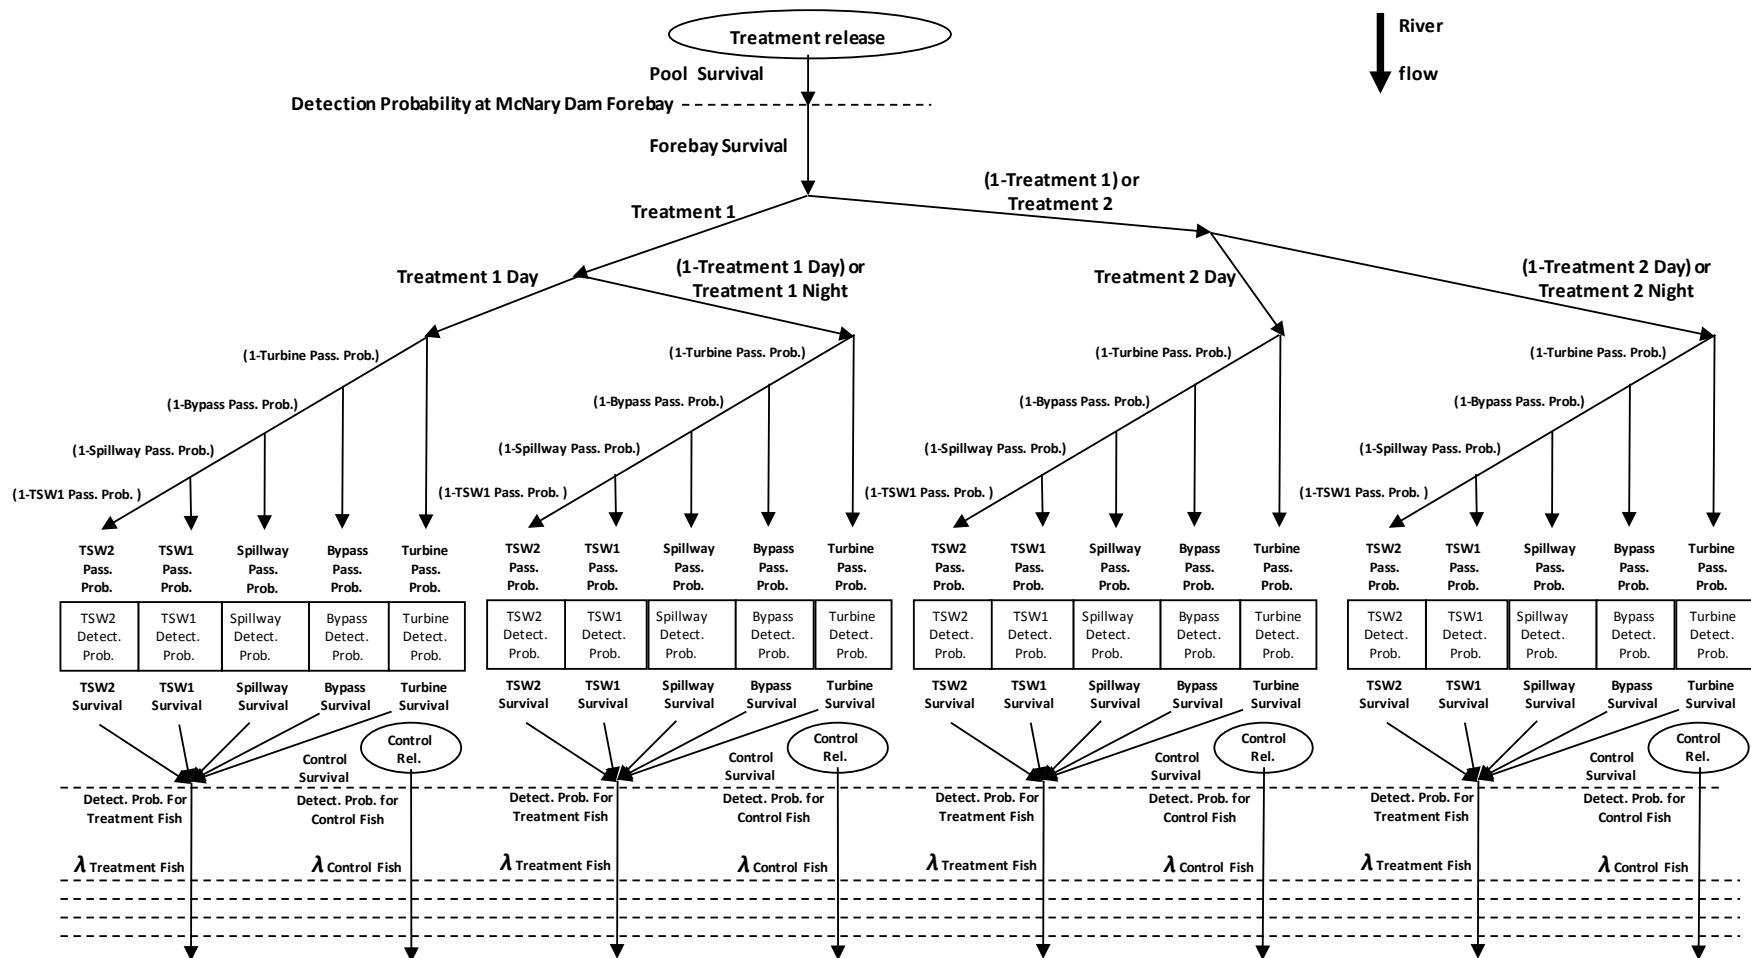 Treatment release
River
flow
Pool Survival
Detection Probability at McNary Dam Forebay
Forebay Survival
(1-Treatment 1) or
Treatment 2
Treatment 1
Treatment 1 Day
(1-Treatment 1 Day) or
Treatment 1 Night
Treatment 2 Day
(1-Treatment 2 Day) or
Treatment 2 Night
(1-Turbine Pass. Prob.)
(1-Turbine Pass. Prob.)
(1-Turbine Pass. Prob.)
(1-Turbine Pass. Prob.)
(1-Bypass Pass. Prob.)
(1-Bypass Pass. Prob.)
(1-Bypass Pass. Prob.)
(1-Bypass Pass. Prob.)
(1-Spillway Pass. Prob.)
(1-Spillway Pass. Prob.)
(1-Spillway Pass. Prob.)
(1-Spillway Pass. Prob.)
(1-TSW1 Pass. Prob. )
(1-TSW1 Pass. Prob. )
(1-TSW1 Pass. Prob. )
(1-TSW1 Pass. Prob. )
TSW2 TSW1 Spillway Bypass Turbine TSW2 TSW1 Spillway Bypass Turbine TSW2 TSW1 Spillway Bypass Turbine TSW2 TSW1 Spillway Bypass Turbine
Pass. Pass. Pass. Pass. Pass. Pass. Pass. Pass. Pass. Pass. Pass. Pass. Pass. Pass. Pass. Pass. Pass. Pass. Pass. Pass.
Prob. Prob. Prob. Prob. Prob. Prob. Prob. Prob. Prob. Prob. Prob. Prob. Prob. Prob. Prob. Prob. Prob. Prob. Prob. Prob.
TSW2 TSW1 Spillway Bypass Turbine TSW2 TSW1 Spillway Bypass Turbine TSW2 TSW1 Spillway Bypass Turbine TSW2 TSW1 Spillway Bypass Turbine
Detect. Detect. Detect. Detect. Detect. Detect. Detect. Detect. Detect. Detect. Detect. Detect. Detect. Detect. Detect. Detect. Detect. Detect. Detect. Detect.
Prob. Prob. Prob. Prob. Prob. Prob. Prob. Prob. Prob. Prob. Prob. Prob. Prob. Prob. Prob. Prob. Prob. Prob. Prob. Prob.
TSW2 TSW1 Spillway Bypass Turbine TSW2 TSW1 Spillway Bypass Turbine TSW2 TSW1 Spillway Bypass Turbine TSW2 TSW1 Spillway Bypass Turbine
Survival Survival Survival Survival Survival Survival Survival Survival Survival Survival Survival Survival Survival Survival Survival Survival Survival Survival Survival Survival
Control
Rel.
Control
Rel.
Control
Rel.
Control
Rel.
Control
Survival
Control
Survival
Control
Survival
Control
Survival
Detect. Prob. For
Treatment Fish
Detect. Prob. for
Control Fish
Detect. Prob. For
Treatment Fish
Detect. Prob. for
Control Fish
Detect. Prob. For
Treatment Fish
Detect. Prob. for
Control Fish
Detect. Prob. For
Treatment Fish
Detect. Prob. for
Control Fish
λ Treatment Fish
λ Control Fish
λ Treatment Fish
λ Control Fish
λ Treatment Fish
λ Control Fish
λ Treatment Fish
λ Control Fish